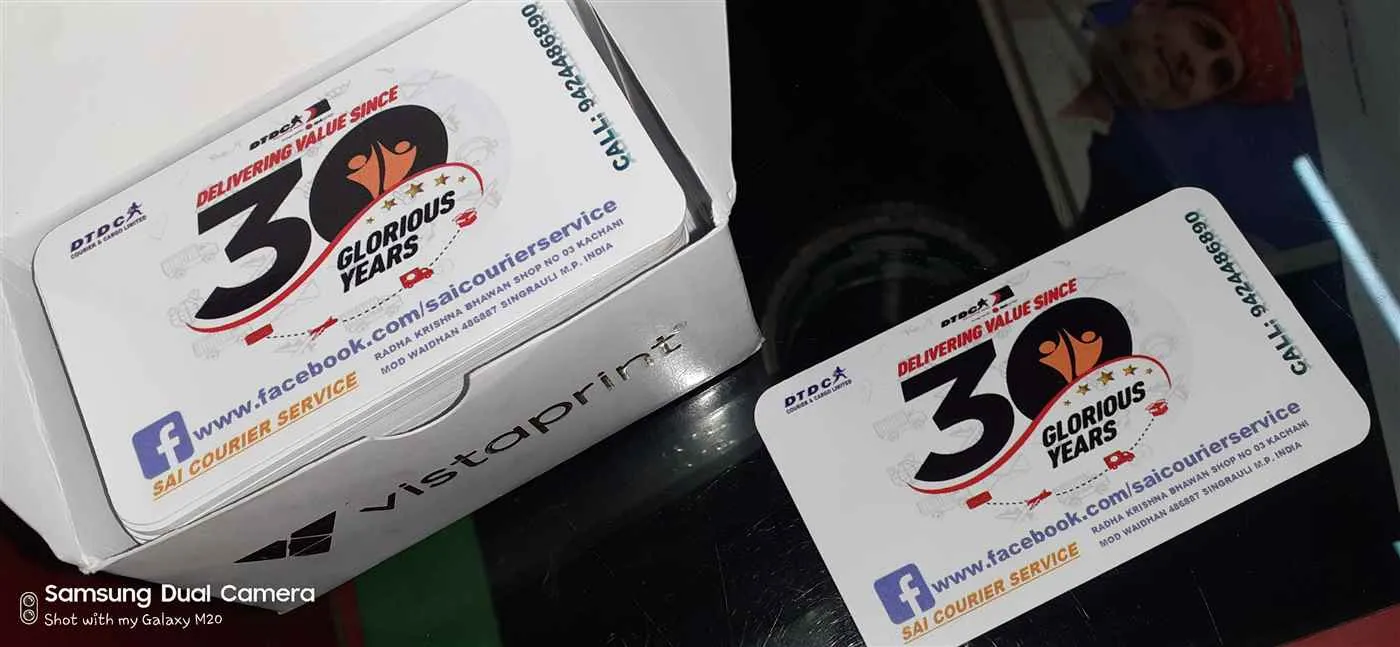 CALL: 9424486890
DTDC
DELIVERING VALUE SINCE
30
GLORIOUS
YEARS
DTDC
COURIER & CARGO LIMITED
www.facebook.com/saicourierservice
RADHA KRISHNA BHAWAN SHOP NO 03 KACHANI
MOD WAIDHAN 486887 SINGRAULI M.P. INDIA
SAI COURIER SERVICE
vistaprint
CALL: 9424486890
DTDC
DELIVERING VALUE SINCE
30
GLORIOUS
YEARS
DTDC
COURIER & CARGO LIMITED
www.facebook.com/saicourierservice
RADHA KRISHNA BHAWAN SHOP NO 03 KACHANI
MOD WAIDHAN 486887 SINGRAULI M.P. INDIA
SAI COURIER SERVICE
Samsung Dual Camera
Shot with my Galaxy M20